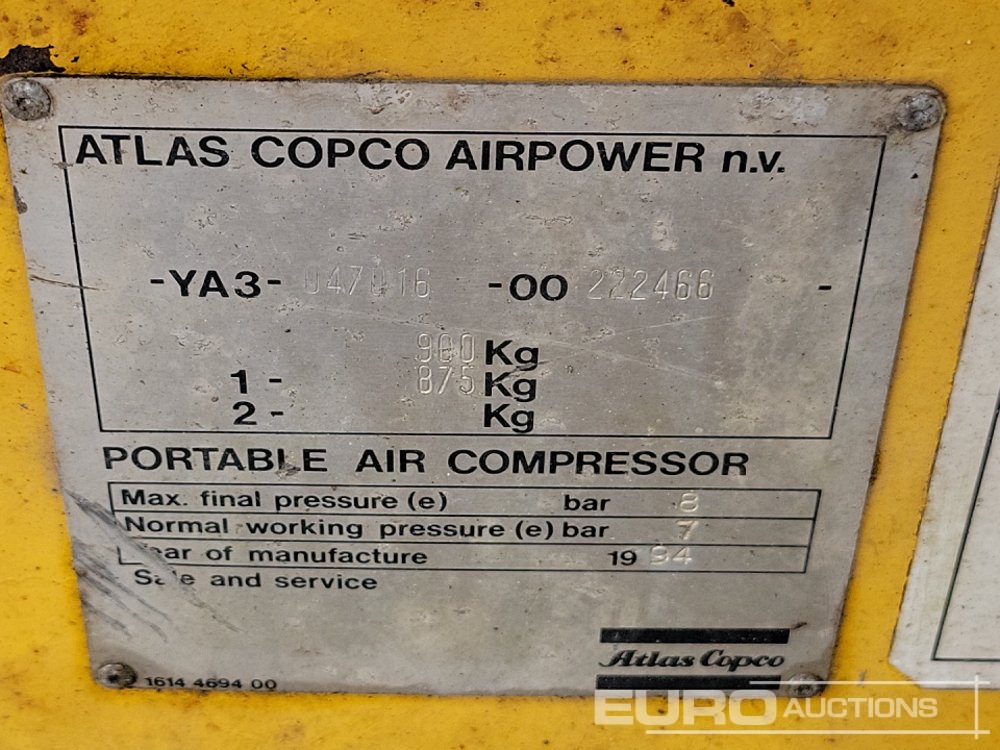 ATLAS COPCO AIRPOWER n.v.
-YA3- 047016 -00 222466 -
900 Kg
1 - 875 Kg
2 - Kg
PORTABLE AIR COMPRESSOR
Max. final pressure (e) bar 8
Normal working pressure (e) bar 7
Year of manufacture 19 94
Sale and service
Atlas Copco
1614 4694 00
EURO AUCTIONS